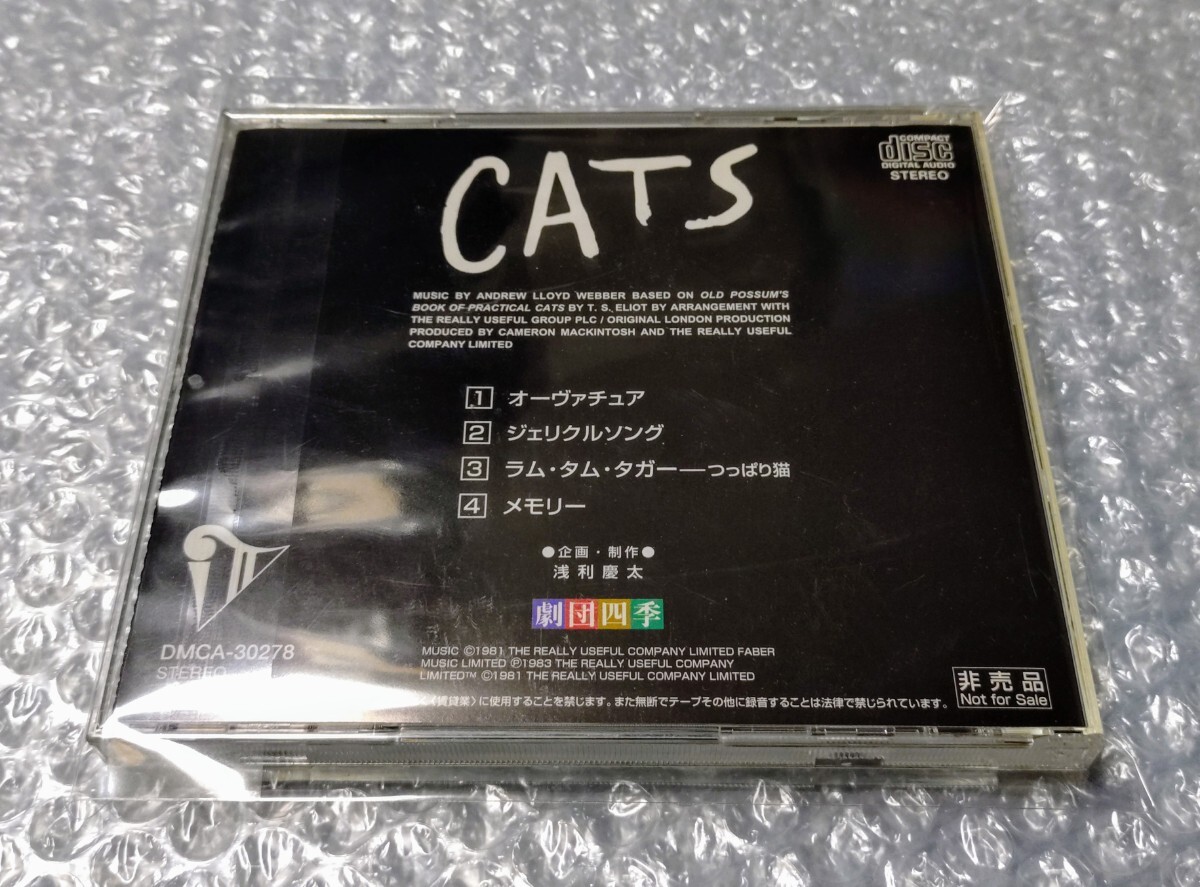 CATS
COMPACT
disc
DIGITAL AUDIO
STEREO
MUSIC BY ANDREW LLOYD WEBBER BASED ON OLD POSSUM'S
BOOK OF PRACTICAL CATS BY T. S. ELIOT BY ARRANGEMENT WITH
THE REALLY USEFUL GROUP PLC / ORIGINAL LONDON PRODUCTION
PRODUCED BY CAMERON MACKINTOSH AND THE REALLY USEFUL
COMPANY LIMITED
1 オーヴァチュア
2 ジェリクルソング
3 ラム・タム・タガー―つっぱり猫
4 メモリー
●企画・制作●
浅利慶太
劇団四季
DMCA-30278
STEREO
MUSIC ©1981 THE REALLY USEFUL COMPANY LIMITED FABER
MUSIC LIMITED ℗1983 THE REALLY USEFUL COMPANY
LIMITED™ ©1981 THE REALLY USEFUL COMPANY LIMITED
〈賃貸業〉に使用することを禁じます。また無断でテープその他に録音することは法律で禁じられています。
非売品
Not for Sale